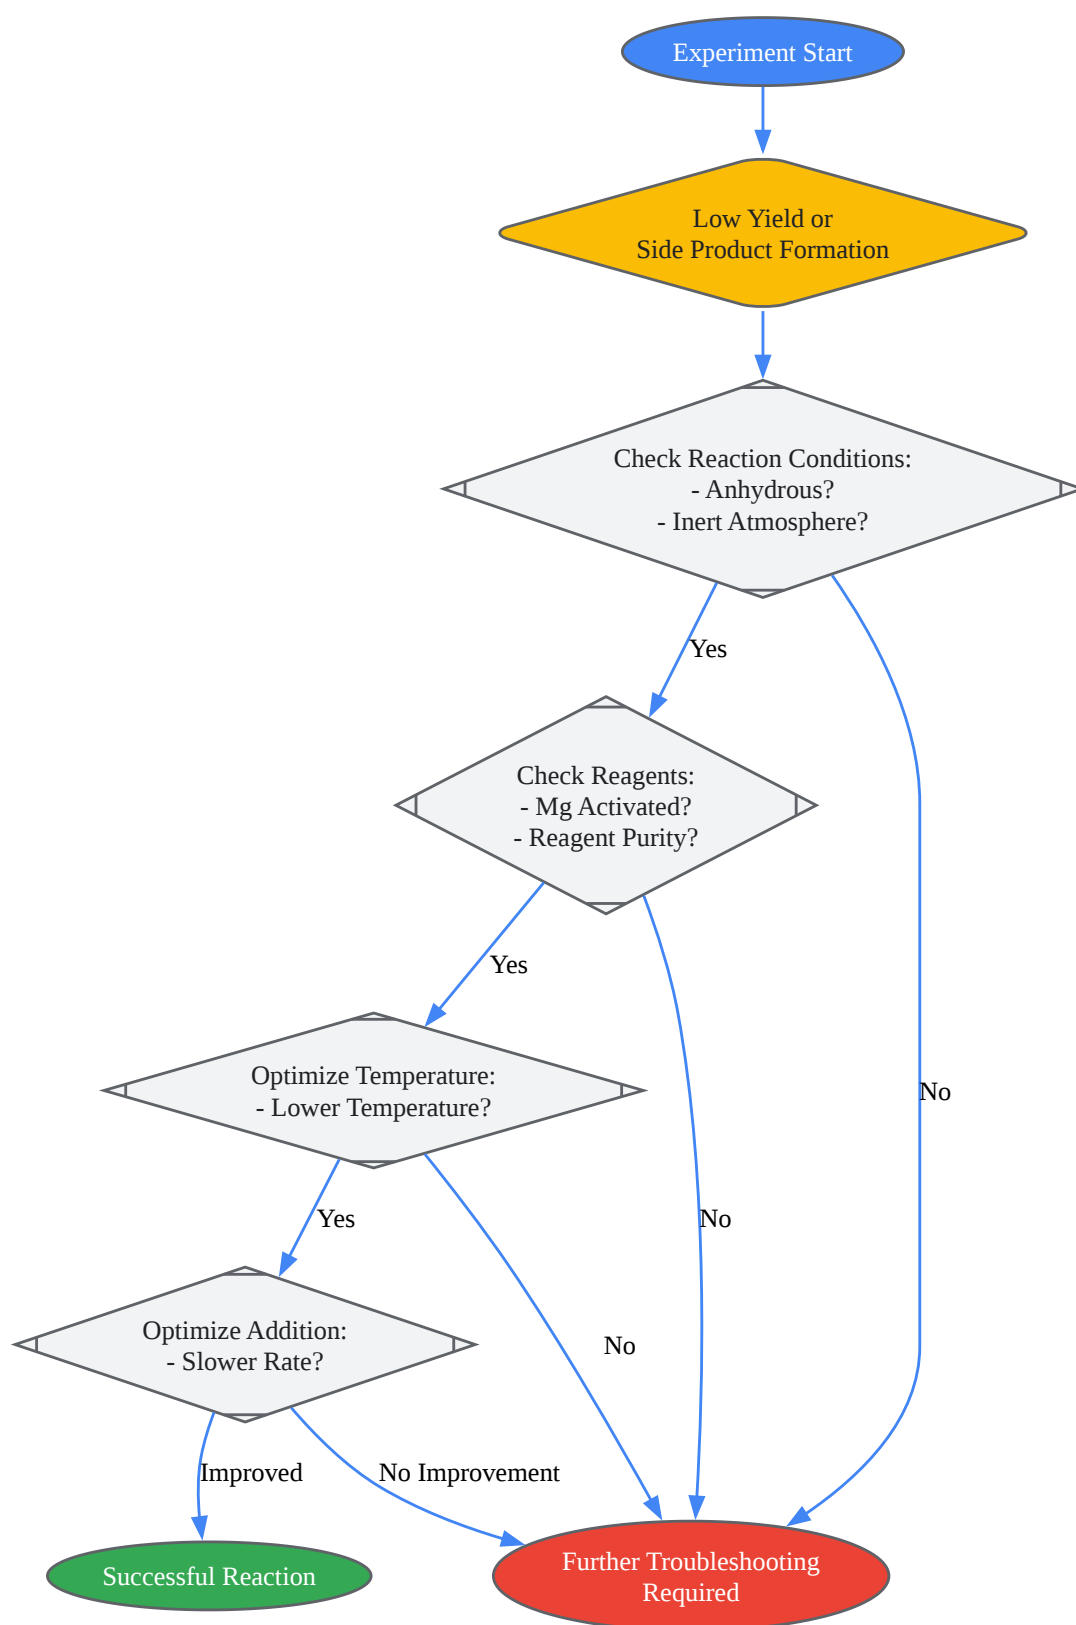 Experiment Start
Low Yield or
Side Product Formation
Check Reaction Conditions:
- Anhydrous?
- Inert Atmosphere?
Yes
Check Reagents:
- Mg Activated?
- Reagent Purity?
Yes
Optimize Temperature:
- Lower Temperature?
No
Yes
No
Optimize Addition:
- Slower Rate?
No
Improved
No Improvement
Successful Reaction
Further Troubleshooting
Required